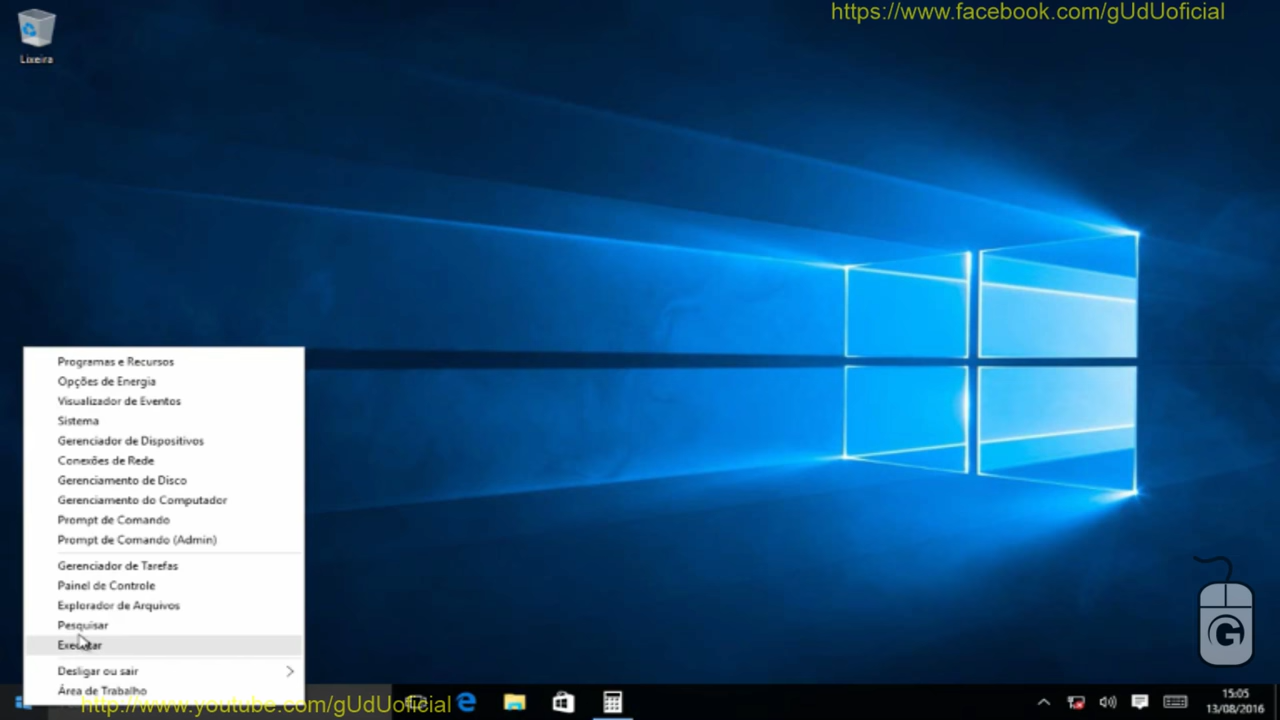 https://www.facebook.com/gUdUoficial
Lixeira
Programas e Recursos
Opções de Energia
Visualizador de Eventos
Sistema
Gerenciador de Dispositivos
Conexões de Rede
Gerenciamento de Disco
Gerenciamento do Computador
Prompt de Comando
Prompt de Comando (Admin)
Gerenciador de Tarefas
Painel de Controle
Explorador de Arquivos
Pesquisar
Executar
Desligar ou sair
Área de Trabalho
http://www.youtube.com/gUdUoficial
15:05
13/08/2016
G